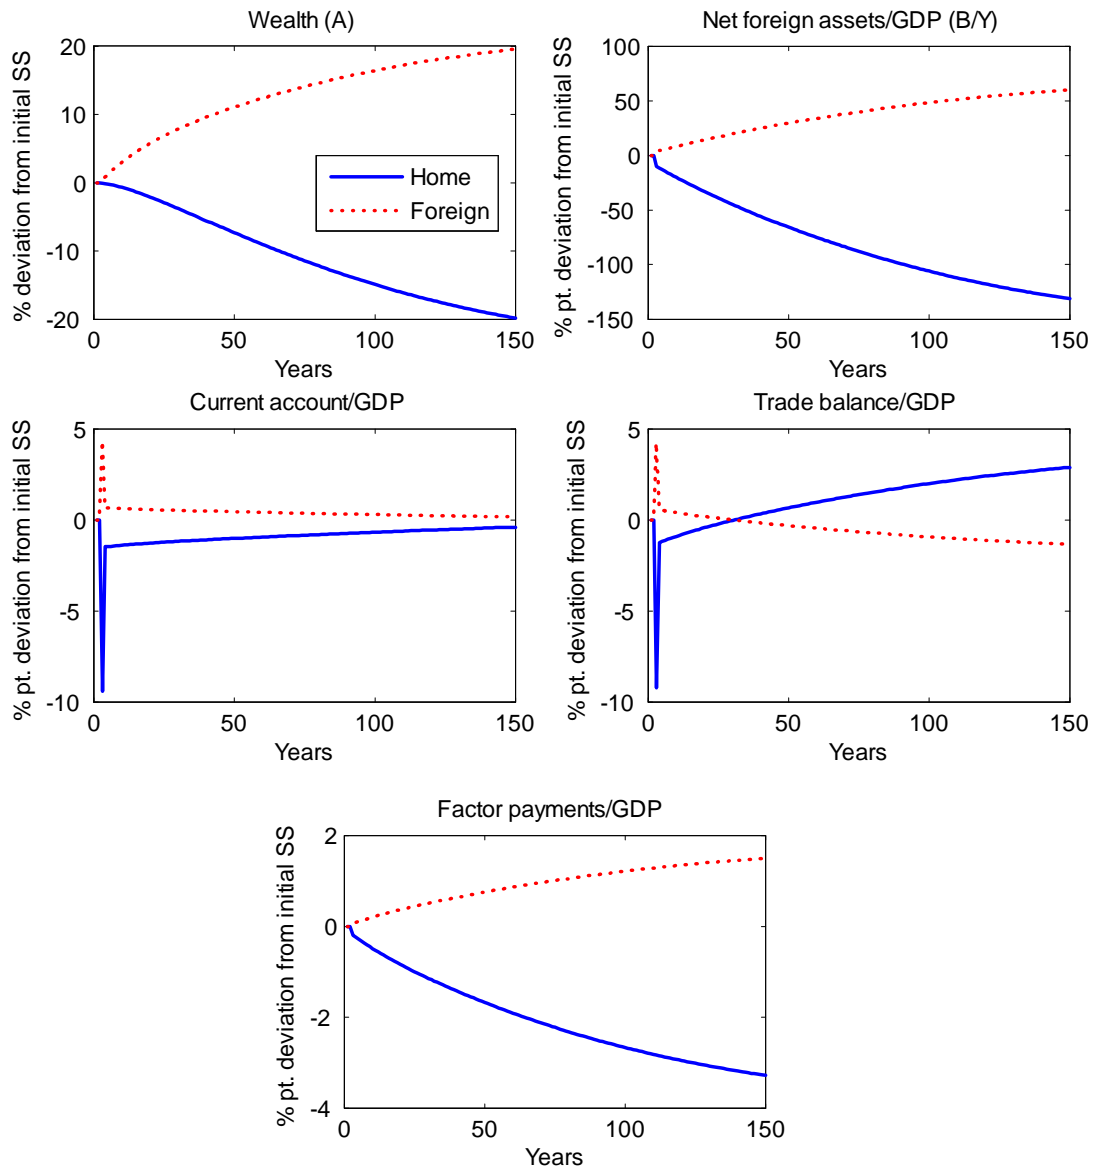 Wealth (A)
% deviation from initial SS
20
10
0
-10
-20
0
50
100
150
Years
Home
Foreign
Net foreign assets/GDP (B/Y)
% pt. deviation from initial SS
100
50
0
-50
-100
-150
0
50
100
150
Years
Current account/GDP
% pt. deviation from initial SS
5
0
-5
-10
0
50
100
150
Years
Trade balance/GDP
% pt. deviation from initial SS
5
0
-5
-10
0
50
100
150
Years
Factor payments/GDP
% pt. deviation from initial SS
2
0
-2
-4
0
50
100
150
Years